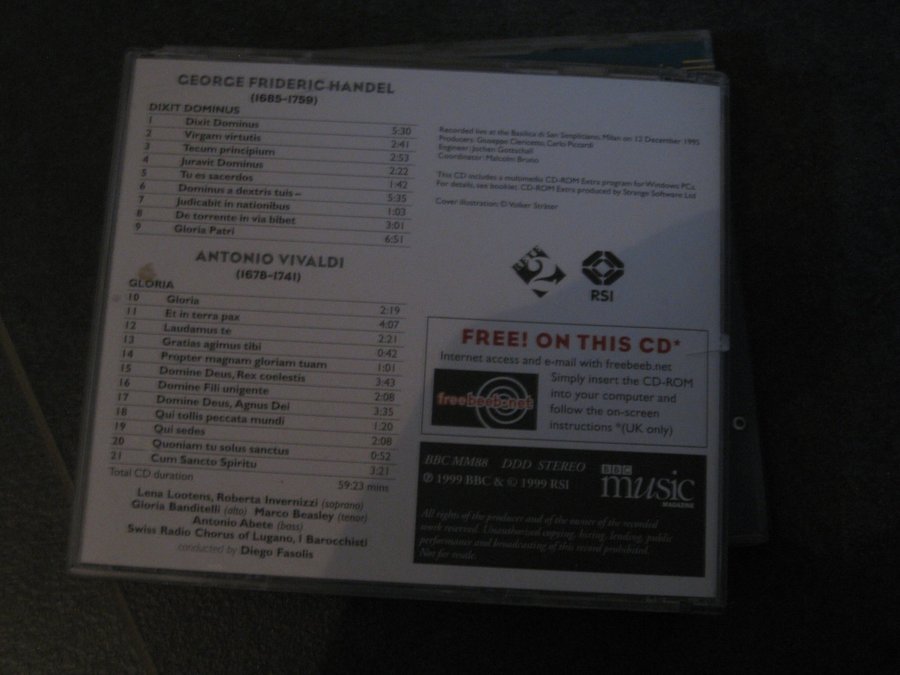 GEORGE FRIDERIC HANDEL
(1685–1759)
DIXIT DOMINUS
1 Dixit Dominus 5:30
2 Virgam virtutis 2:41
3 Tecum principium 2:53
4 Juravit Dominus 2:22
5 Tu es sacerdos 1:42
6 Dominus a dextris tuis – 5:35
7 Judicabit in nationibus 1:03
8 De torrente in via bibet 3:01
9 Gloria Patri 6:51
ANTONIO VIVALDI
(1678–1741)
GLORIA
10 Gloria 2:19
11 Et in terra pax 4:07
12 Laudamus te 2:21
13 Gratias agimus tibi 0:42
14 Propter magnam gloriam tuam 1:01
15 Domine Deus, Rex coelestis 3:43
16 Domine Fili unigente 2:08
17 Domine Deus, Agnus Dei 3:35
18 Qui tollis peccata mundi 1:20
19 Qui sedes 2:08
20 Quoniam tu solus sanctus 0:52
21 Cum Sancto Spiritu 3:21
Total CD duration 59:23 mins
Lena Lootens, Roberta Invernizzi (soprano)
Gloria Banditelli (alto) Marco Beasley (tenor)
Antonio Abete (bass)
Swiss Radio Chorus of Lugano, I Barocchisti
conducted by Diego Fasolis
Recorded live at the Basilica di San Simpliciano, Milan on 12 December 1995
Producers: Giuseppe Clericetti, Carlo Piccardi
Engineer: Jochen Gottschall
Coordinator: Malcolm Bruno
This CD includes a multimedia CD-ROM Extra program for Windows PCs
For details, see booklet. CD-ROM Extra produced by Strange Software Ltd
Cover illustration: © Volker Sträter
RETE
2
RSI
FREE! ON THIS CD*
Internet access and e-mail with freebeeb.net
freebeeb.net
Simply insert the CD-ROM
into your computer and
follow the on-screen
instructions *(UK only)
BBC MM88 DDD STEREO
℗ 1999 BBC & © 1999 RSI
BBC
music
MAGAZINE
All rights of the producer and of the owner of the recorded
work reserved. Unauthorised copying, hiring, lending, public
performance and broadcasting of this record prohibited.
Not for resale.